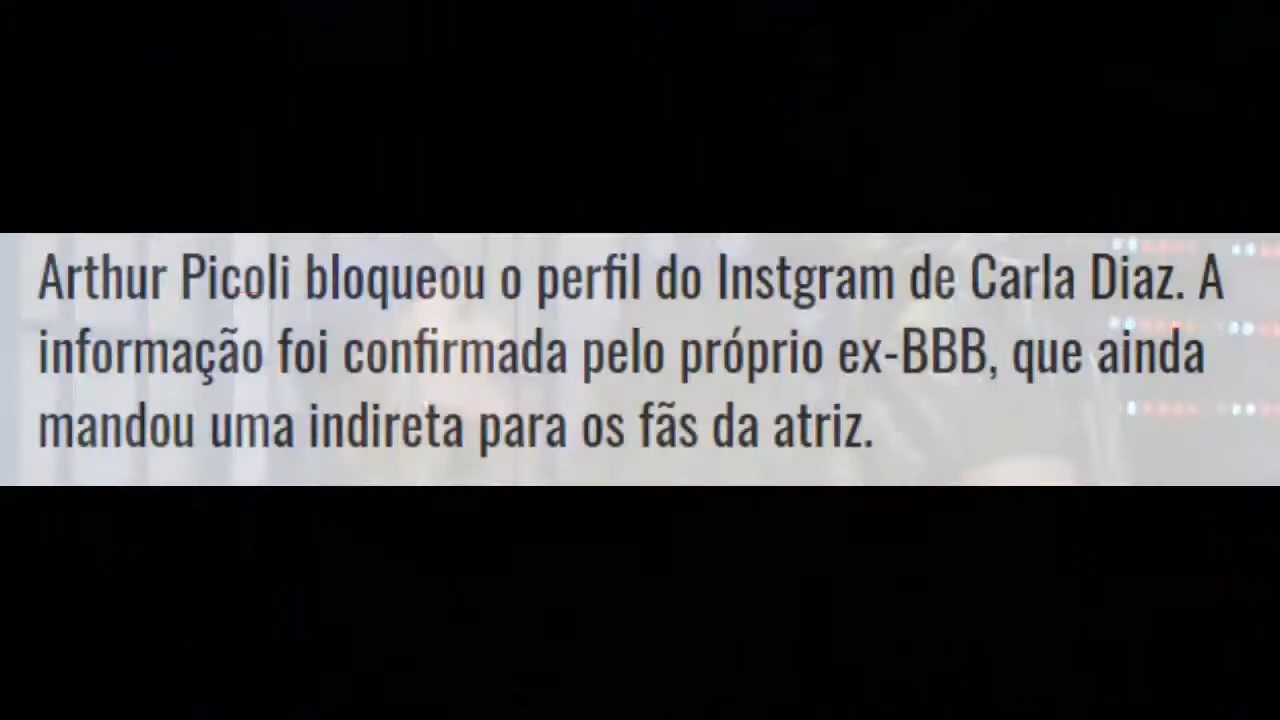 Arthur Picoli bloqueou o perfil do Instgram de Carla Diaz. A
informação foi confirmada pelo próprio ex-BBB, que ainda
mandou uma indireta para os fãs da atriz.